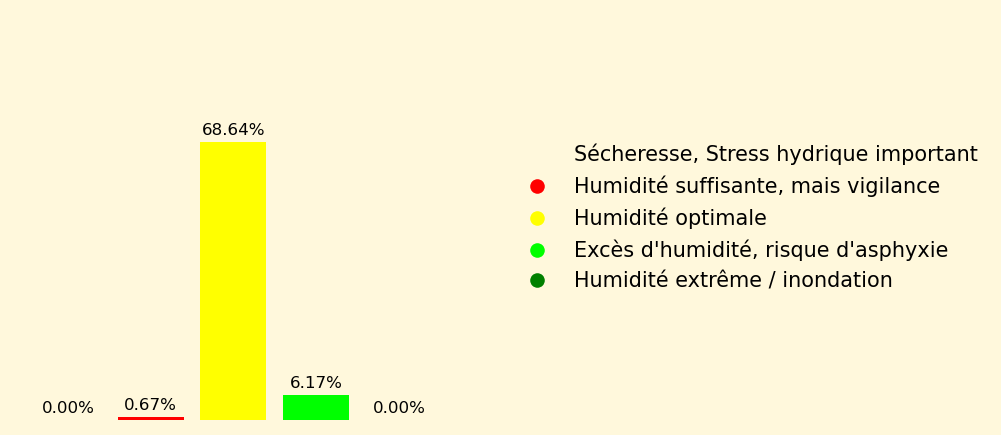 68.64%
6.17%
0.67%
0.00%
0.00%
Sécheresse, Stress hydrique important
Humidité suffisante, mais vigilance
Humidité optimale
Excès d'humidité, risque d'asphyxie
Humidité extrême / inondation